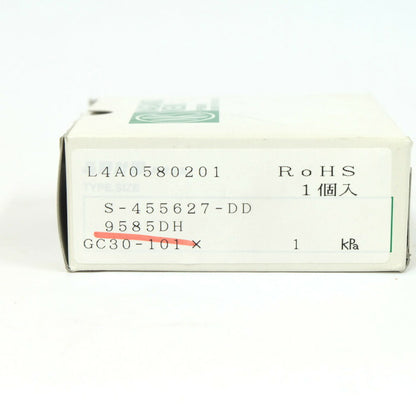 L4A0580201 RoHS
1個入
TYPE.SIZE
S-455627-DD
9585DH
GC30-101 × 1 kPa